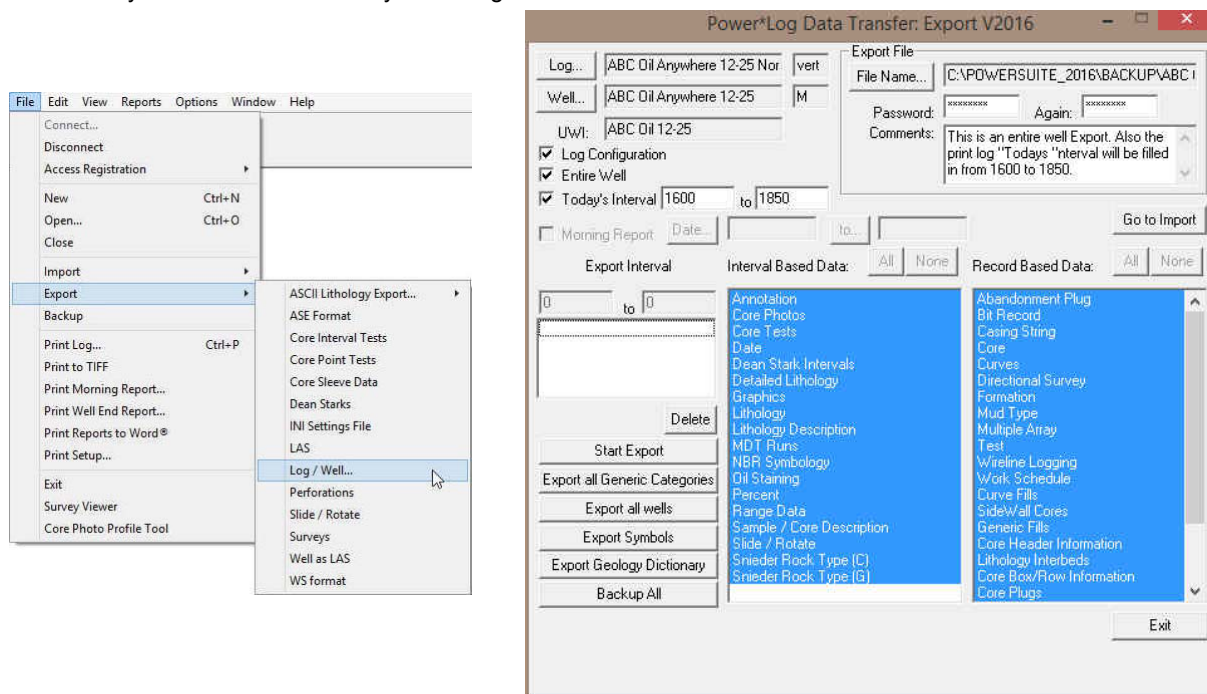 File Edit View Reports Options Window Help
Connect...
Disconnect
Access Registration
New Ctrl+N
Open... Ctrl+O
Close
Import
Export
Backup
Print Log... Ctrl+P
Print to TIFF
Print Morning Report...
Print Well End Report...
Print Reports to Word®
Print Setup...
Exit
Survey Viewer
Core Photo Profile Tool
ASCII Lithology Export...
ASE Format
Core Interval Tests
Core Point Tests
Core Sleeve Data
Dean Starks
INI Settings File
LAS
Log / Well...
Perforations
Slide / Rotate
Surveys
Well as LAS
WS format
Power*Log Data Transfer: Export V2016
Log... ABC Oil Anywhere 12-25 Nor vert
Well... ABC Oil Anywhere 12-25 M
UWI: ABC Oil 12-25
Log Configuration
Entire Well
Today's Interval 1600 to 1850
Morning Report Date... to...
Export File
File Name... C:\POWERSUITE_2016\BACKUP\ABC
Password: xxxxxxxx Again: xxxxxxxx
Comments: This is an entire well Export. Also the
print log "Todays "nterval will be filled
in from 1600 to 1850.
Go to Import
Export Interval
0 to 0
Delete
Start Export
Export all Generic Categories
Export all wells
Export Symbols
Export Geology Dictionary
Backup All
Interval Based Data: All None
Annotation
Core Photos
Core Tests
Date
Dean Stark Intervals
Detailed Lithology
Graphics
Lithology
Lithology Description
MDT Runs
NBR Symbology
Oil Staining
Percent
Range Data
Sample / Core Description
Slide / Rotate
Snieder Rock Type (C)
Snieder Rock Type (G)
Record Based Data: All None
Abandonment Plug
Bit Record
Casing String
Core
Curves
Directional Survey
Formation
Mud Type
Multiple Array
Test
Wireline Logging
Work Schedule
Curve Fills
SideWall Cores
Generic Fills
Core Header Information
Lithology Interbeds
Core Box/Row Information
Core Plugs
Exit